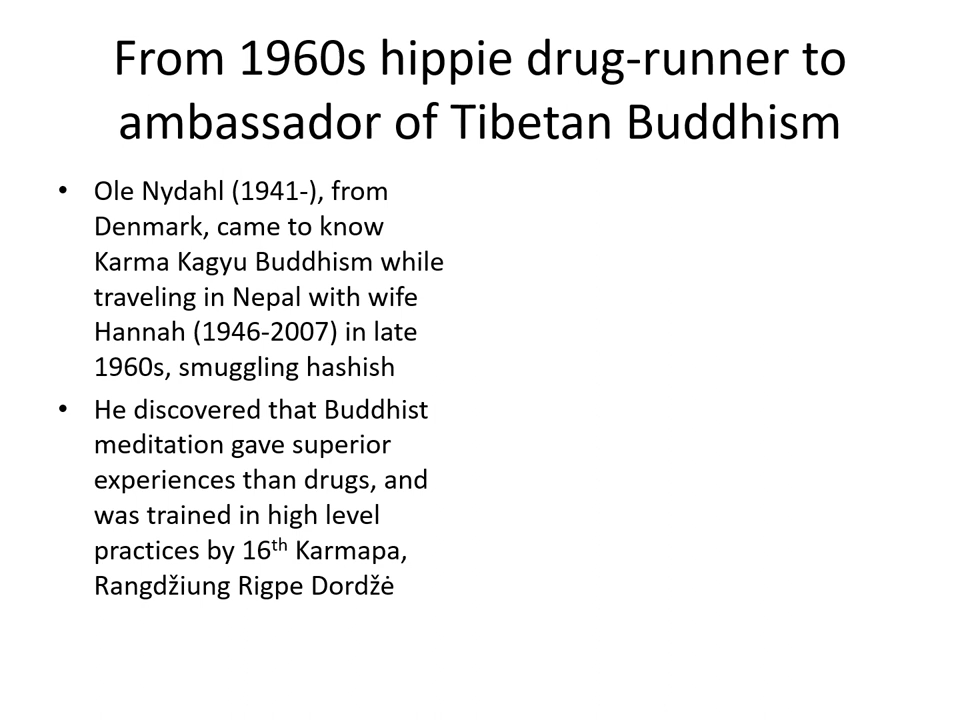 From 1960s hippie drug-runner to
ambassador of Tibetan Buddhism
• Ole Nydahl (1941-), from
Denmark, came to know
Karma Kagyu Buddhism while
traveling in Nepal with wife
Hannah (1946-2007) in late
1960s, smuggling hashish
• He discovered that Buddhist
meditation gave superior
experiences than drugs, and
was trained in high level
practices by 16th Karmapa,
Rangdžiung Rigpe Dordžė